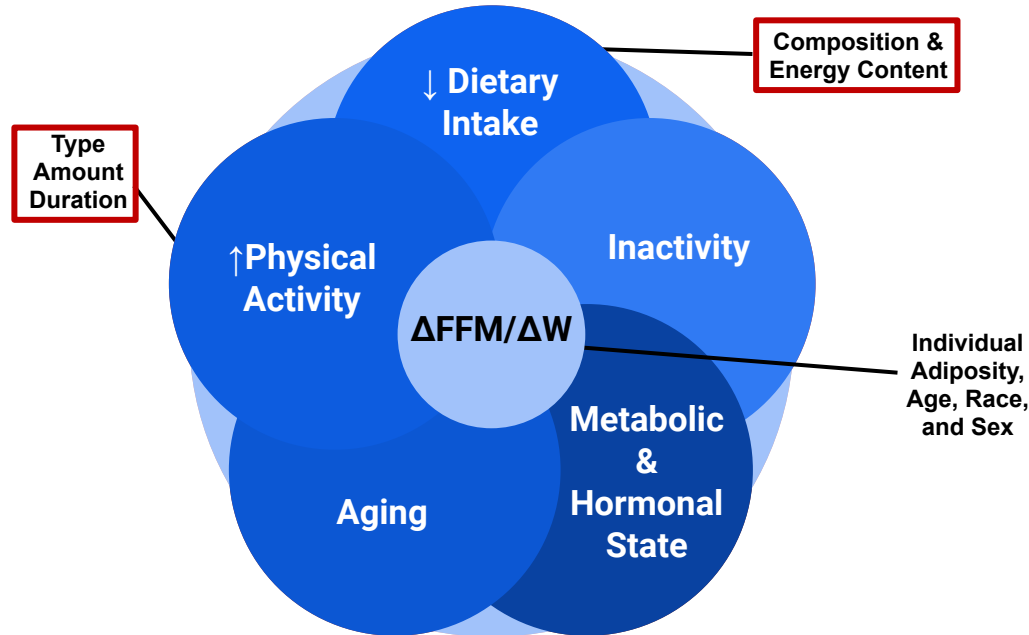 Composition &
Energy Content
↓ Dietary
Intake
Type
Amount
Duration
↑Physical
Activity
Inactivity
ΔFFM/ΔW
Individual
Adiposity,
Age, Race,
and Sex
Metabolic
&
Hormonal
State
Aging